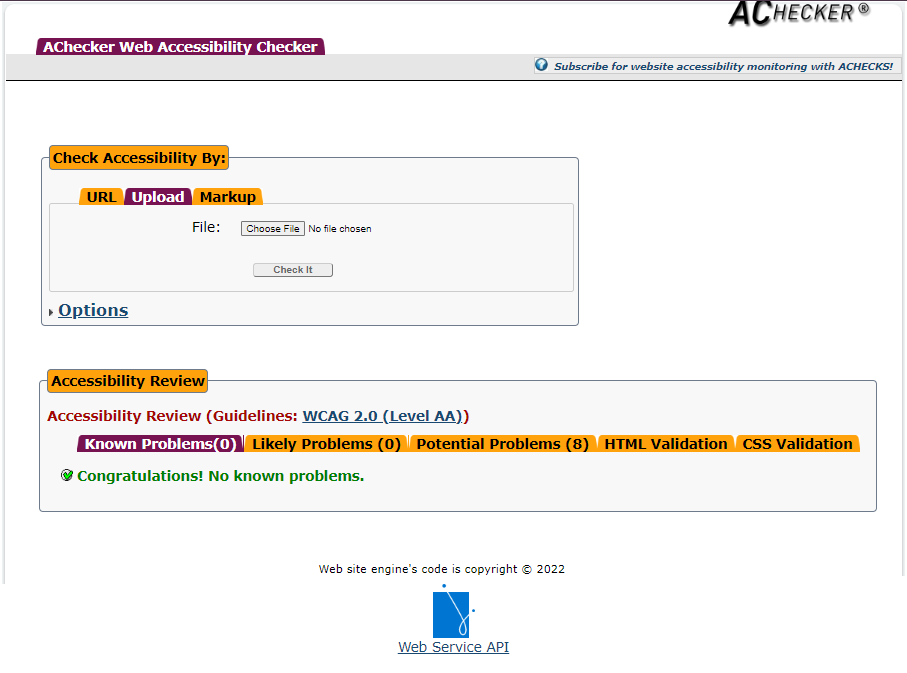 ACHECKER®
AChecker Web Accessibility Checker
Subscribe for website accessibility monitoring with ACHECKS!
Check Accessibility By:
URL Upload Markup
File: Choose File No file chosen
Check It
Options
Accessibility Review
Accessibility Review (Guidelines: WCAG 2.0 (Level AA))
Known Problems(0) Likely Problems (0) Potential Problems (8) HTML Validation CSS Validation
Congratulations! No known problems.
Web site engine's code is copyright © 2022
Web Service API